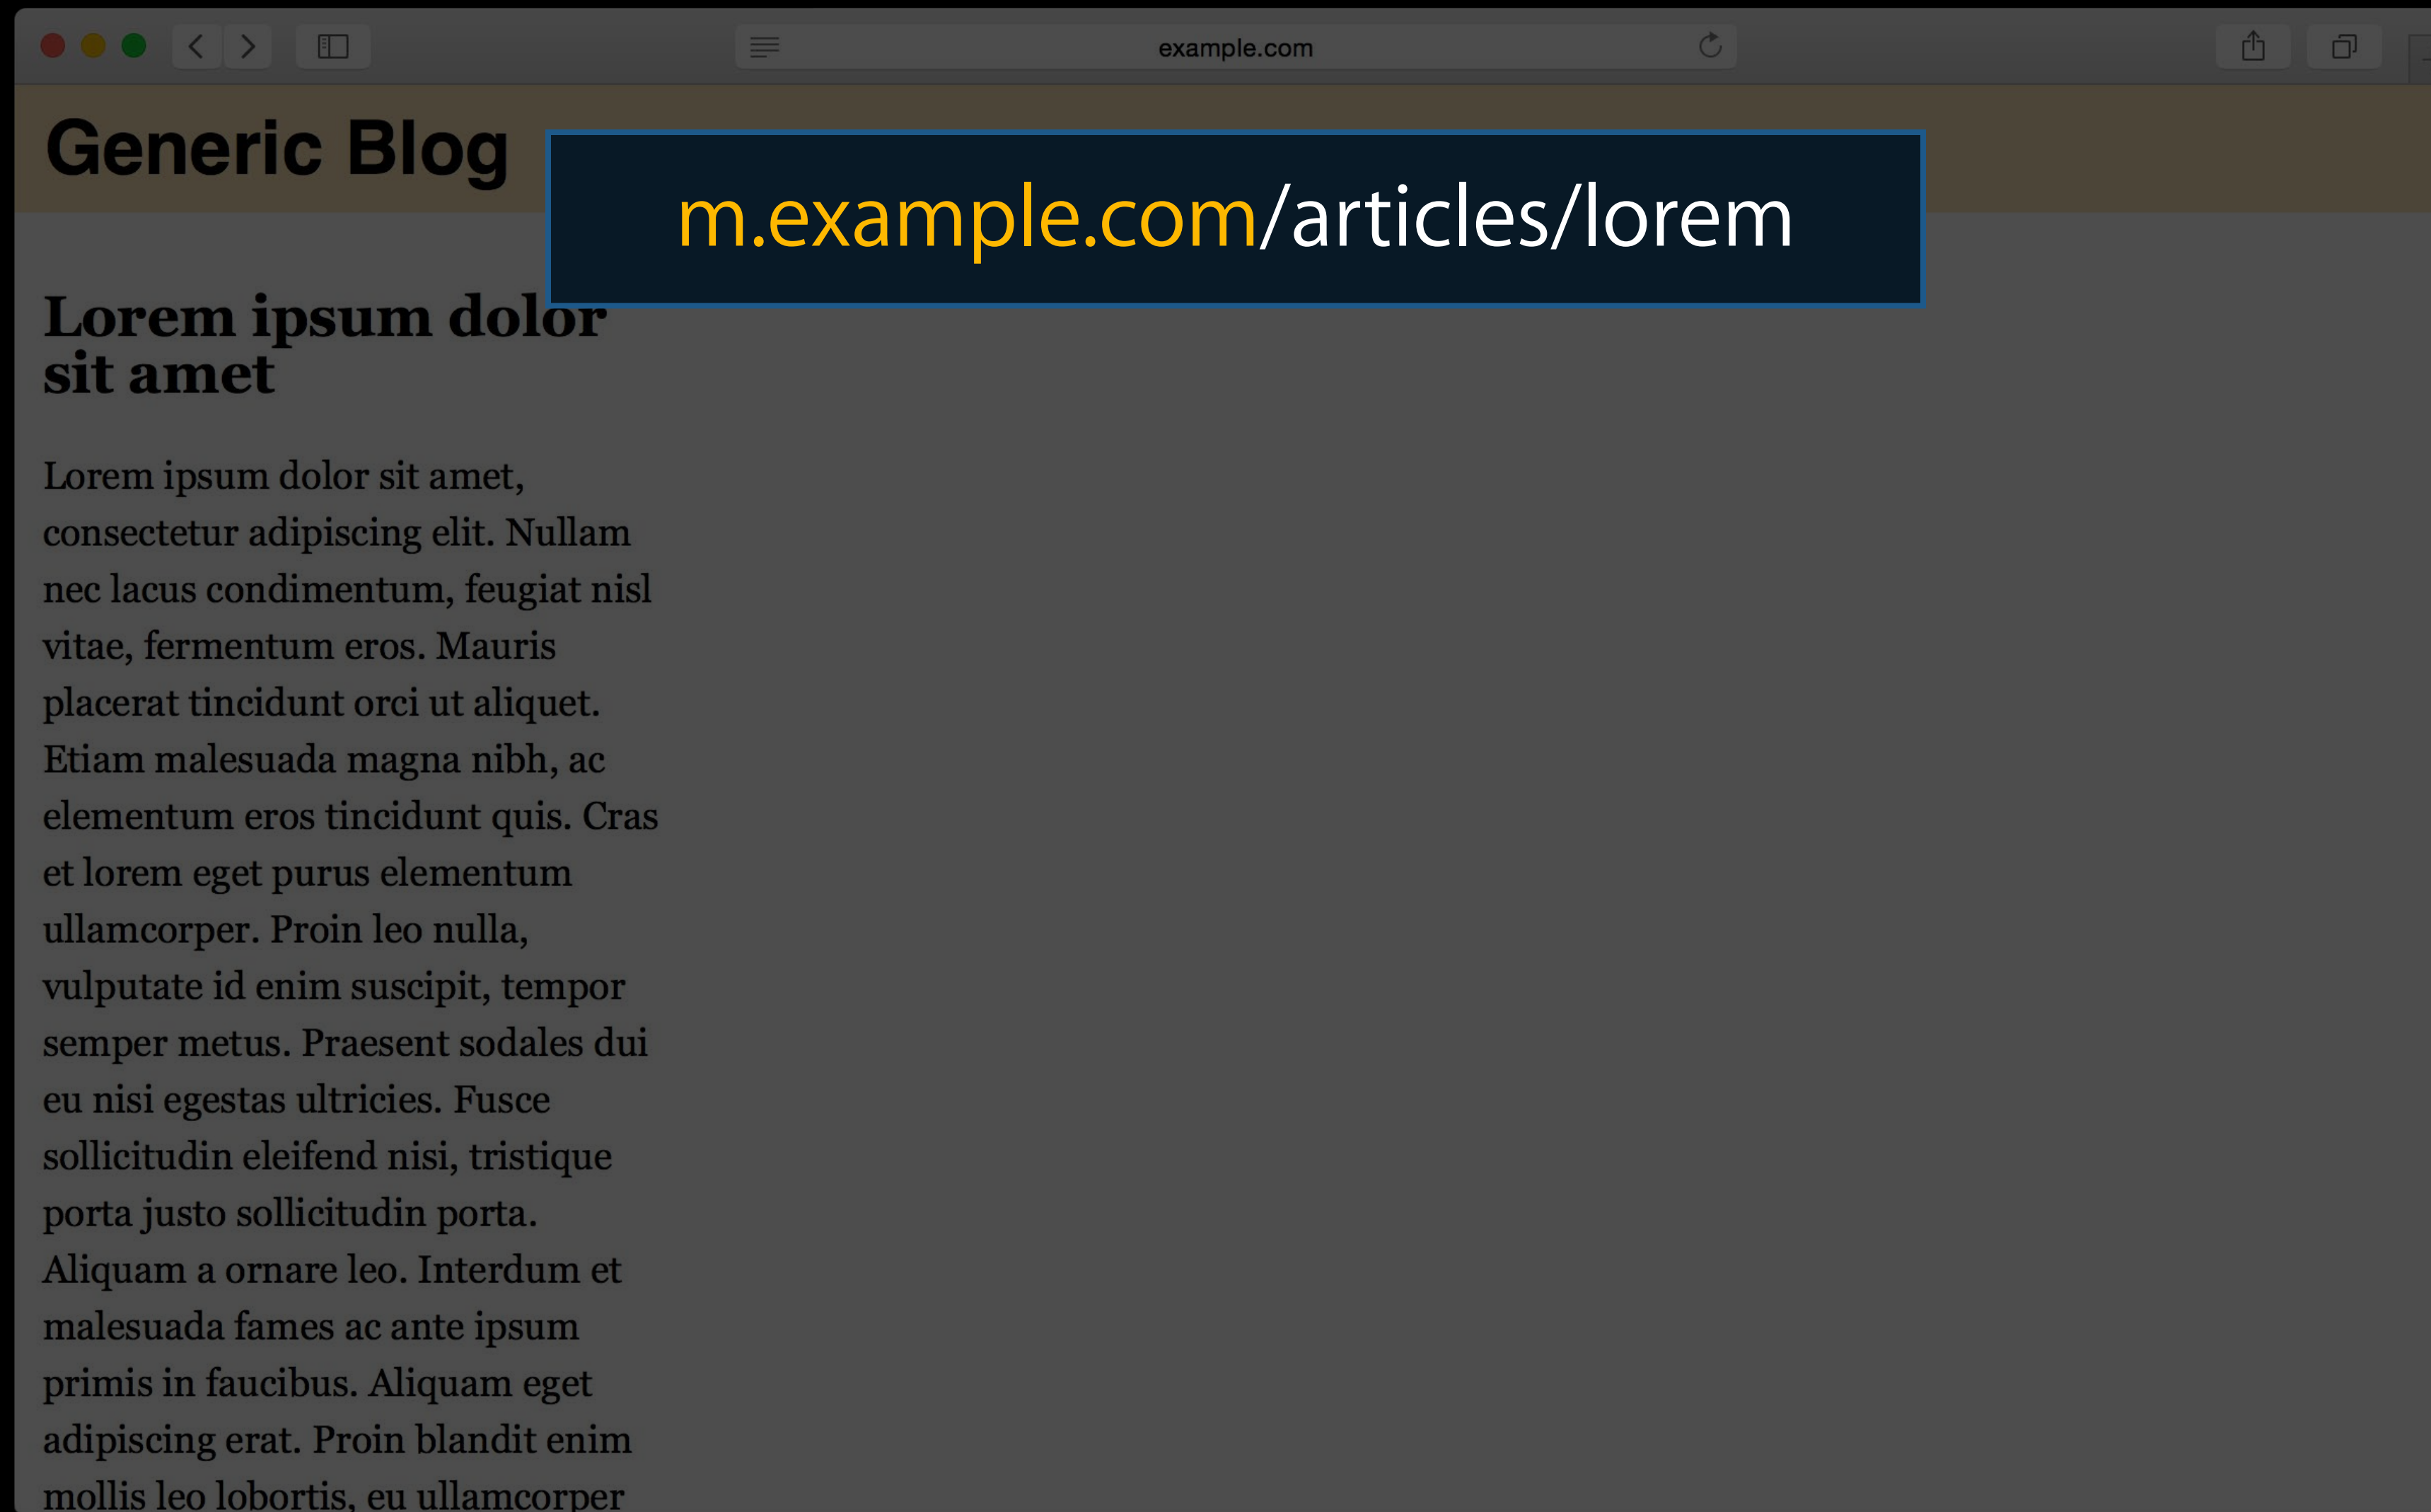 example.com
Generic Blog
m.example.com/articles/lorem
Lorem ipsum dolor
sit amet
Lorem ipsum dolor sit amet,
consectetur adipiscing elit. Nullam
nec lacus condimentum, feugiat nisl
vitae, fermentum eros. Mauris
placerat tincidunt orci ut aliquet.
Etiam malesuada magna nibh, ac
elementum eros tincidunt quis. Cras
et lorem eget purus elementum
ullamcorper. Proin leo nulla,
vulputate id enim suscipit, tempor
semper metus. Praesent sodales dui
eu nisi egestas ultricies. Fusce
sollicitudin eleifend nisi, tristique
porta justo sollicitudin porta.
Aliquam a ornare leo. Interdum et
malesuada fames ac ante ipsum
primis in faucibus. Aliquam eget
adipiscing erat. Proin blandit enim
mollis leo lobortis, eu ullamcorper